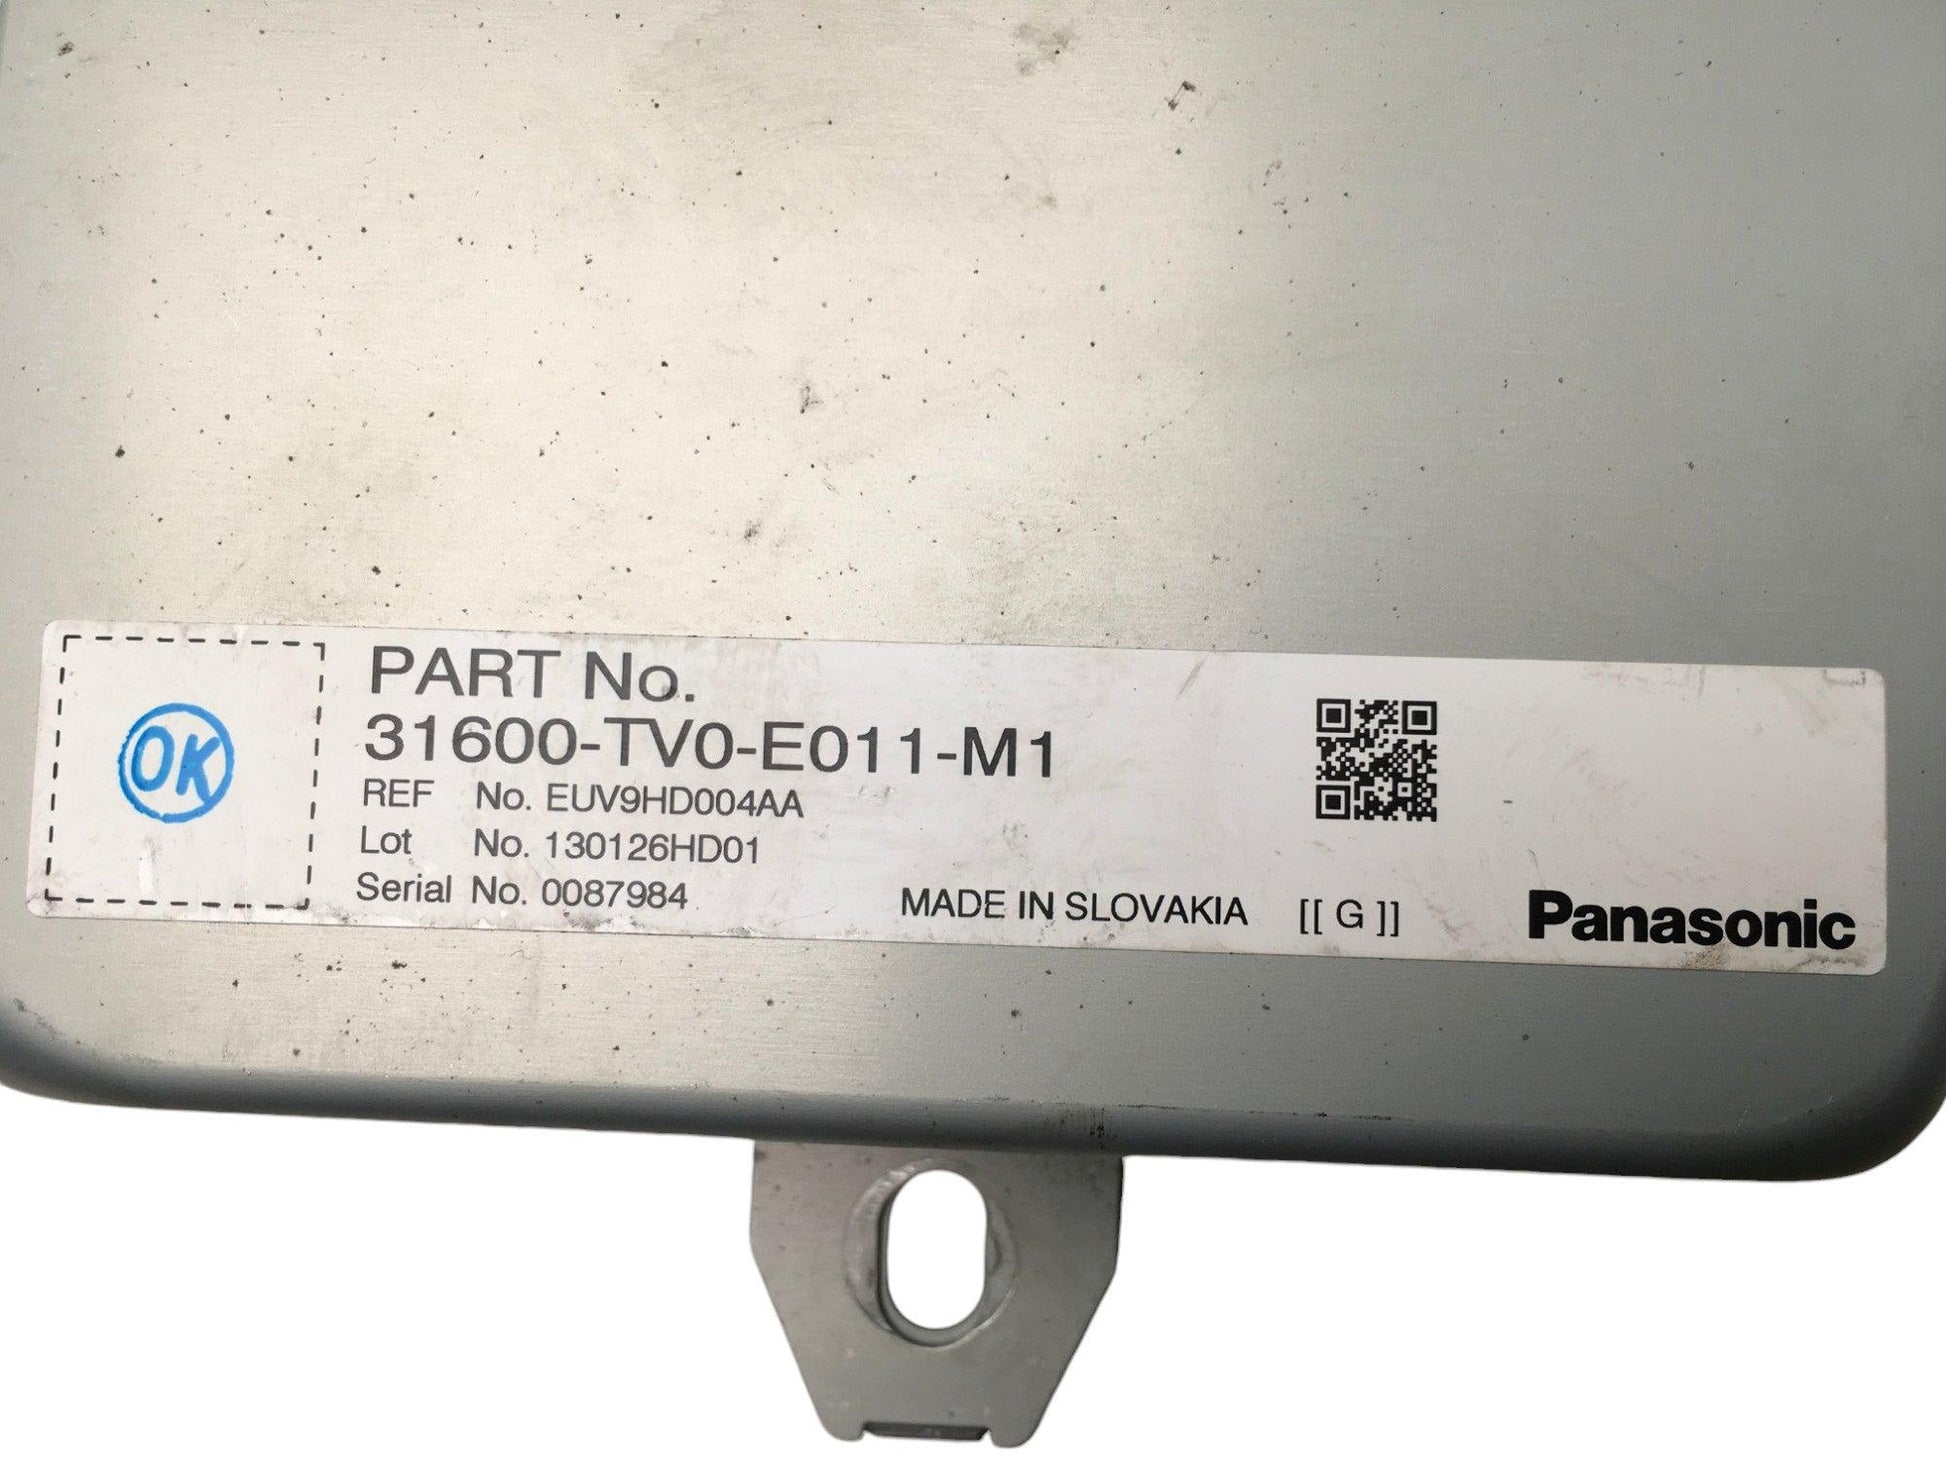 OK
PART No.
31600-TV0-E011-M1
REF No. EUV9HD004AA
Lot No. 130126HD01
Serial No. 0087984
MADE IN SLOVAKIA [[ G ]] Panasonic